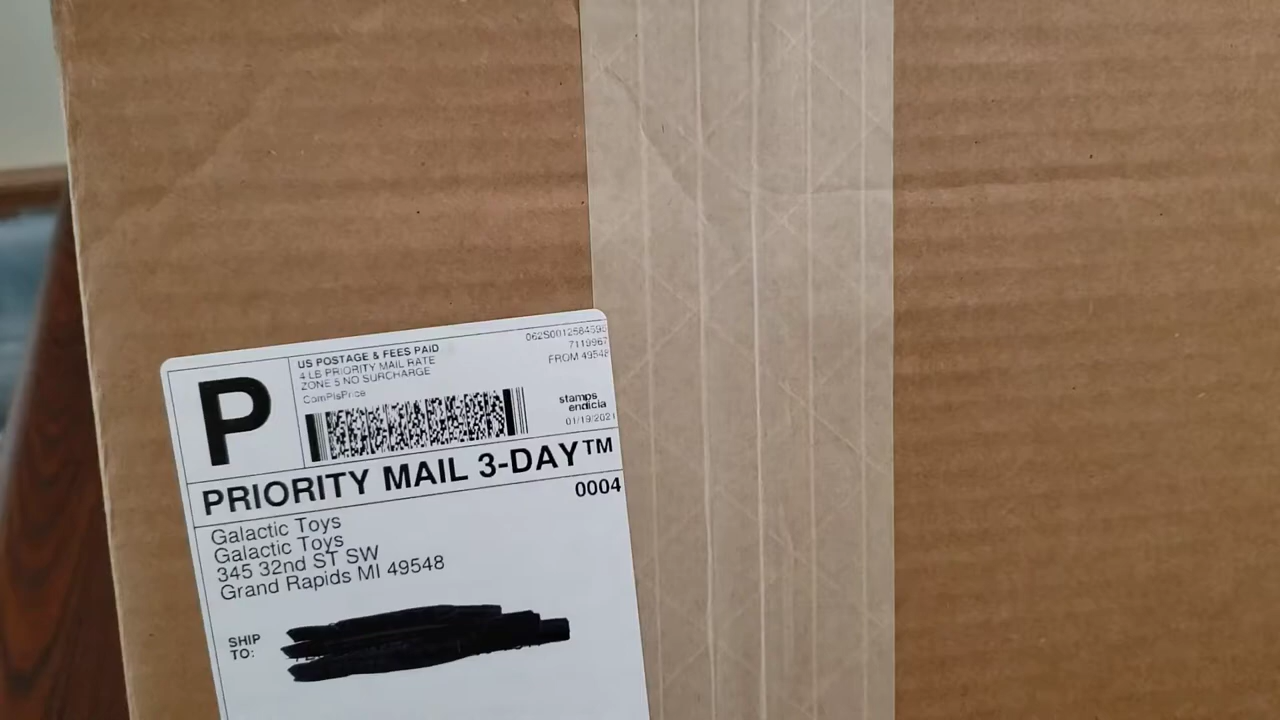 P
US POSTAGE & FEES PAID
4 LB PRIORITY MAIL RATE
ZONE 5 NO SURCHARGE
ComPlsPrice
062S0012584595
7119967
FROM 49548
stamps
endicia
01/19/2021
PRIORITY MAIL 3-DAY™
0004
Galactic Toys
Galactic Toys
345 32nd ST SW
Grand Rapids MI 49548
SHIP
TO: